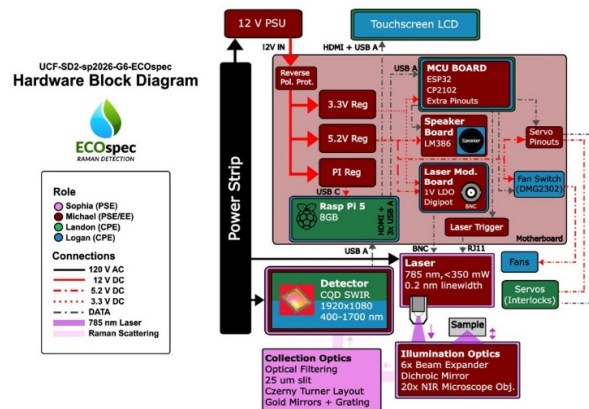 UCF-SD2-sp2026-G6-ECOspec
Hardware Block Diagram
ECOspec
RAMAN DETECTION
Role
Sophia (PSE)
Michael (PSE/EE)
Landon (CPE)
Logan (CPE)
Connections
120 V AC
12 V DC
5.2 V DC
3.3 V DC
DATA
785 nm Laser
Raman Scattering
12 V PSU
12V IN
Touchscreen LCD
HDMI + USB A
Power Strip
Reverse
Pol. Prot.
3.3V Reg
5.2V Reg
PI Reg
USB C
Rasp Pi 5
8GB
HDMI +
3x USB A
USB A
USB A
MCU BOARD
ESP32
CP2102
Extra Pinouts
Speaker
Board
LM386
Speaker
Laser Mod.
Board
1V LDO
Digipot
BNC
Servo
Pinouts
Fan Switch
(DMG2302)
Laser Trigger
Motherboard
BNC
RJ11
Detector
CQD SWIR
1920x1080
400-1700 nm
Laser
785 nm,<350 mW
0.2 nm linewidth
Fans
Servos
(Interlocks)
Sample
Collection Optics
Optical Filtering
25 um slit
Czerny Turner Layout
Gold Mirrors + Grating
Illumination Optics
6x Beam Expander
Dichroic Mirror
20x NIR Microscope Obj.